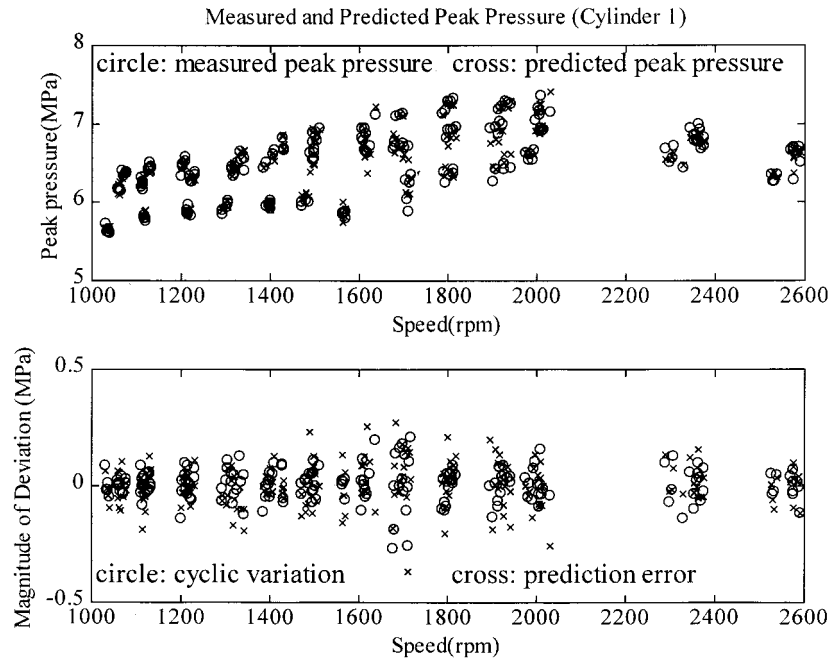 Measured and Predicted Peak Pressure (Cylinder 1)
8
circle: measured peak pressure cross: predicted peak pressure
7
Peak pressure(MPa)
6
5
1000 1200 1400 1600 1800 2000 2200 2400 2600
Speed(rpm)
0.5
Magnitude of Deviation (MPa)
0
circle: cyclic variation cross: prediction error
-0.5
1000 1200 1400 1600 1800 2000 2200 2400 2600
Speed(rpm)